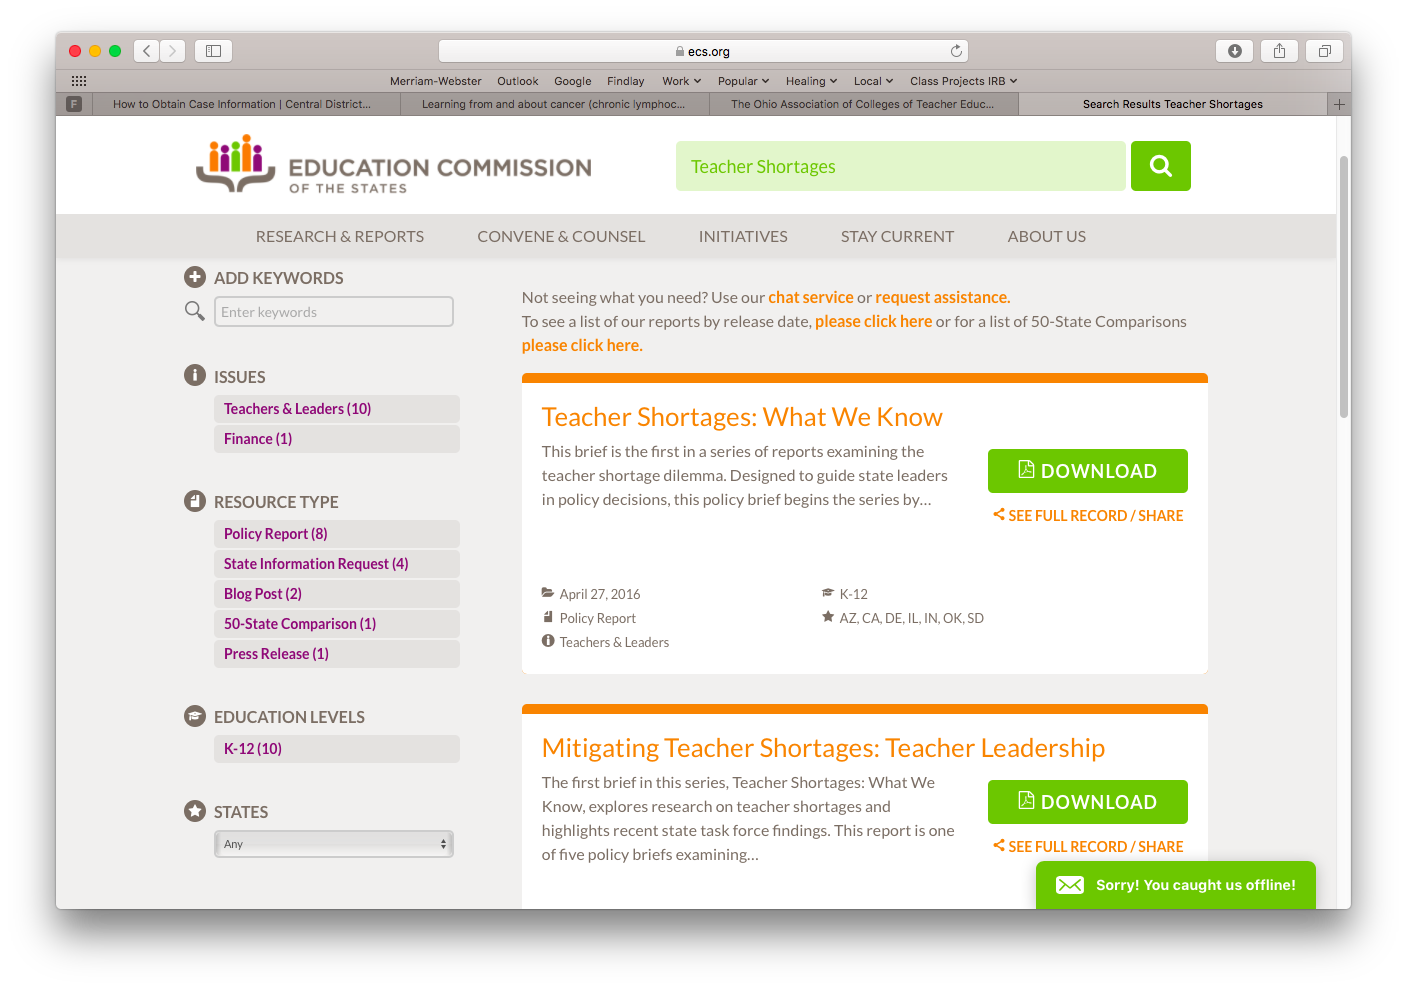 ecs.org
Merriam-Webster Outlook Google Findlay Work Popular Healing Local Class Projects IRB
F How to Obtain Case Information | Central District... Learning from and about cancer (chronic lymphoc... The Ohio Association of Colleges of Teacher Educ... Search Results Teacher Shortages
EDUCATION COMMISSION
OF THE STATES
Teacher Shortages
RESEARCH & REPORTS CONVENE & COUNSEL INITIATIVES STAY CURRENT ABOUT US
ADD KEYWORDS
Enter keywords
ISSUES
Teachers & Leaders (10)
Finance (1)
RESOURCE TYPE
Policy Report (8)
State Information Request (4)
Blog Post (2)
50-State Comparison (1)
Press Release (1)
EDUCATION LEVELS
K-12 (10)
STATES
Any
Not seeing what you need? Use our chat service or request assistance.
To see a list of our reports by release date, please click here or for a list of 50-State Comparisons
please click here.
Teacher Shortages: What We Know
This brief is the first in a series of reports examining the
teacher shortage dilemma. Designed to guide state leaders
in policy decisions, this policy brief begins the series by...
DOWNLOAD
SEE FULL RECORD / SHARE
April 27, 2016
Policy Report
Teachers & Leaders
K-12
AZ, CA, DE, IL, IN, OK, SD
Mitigating Teacher Shortages: Teacher Leadership
The first brief in this series, Teacher Shortages: What We
Know, explores research on teacher shortages and
highlights recent state task force findings. This report is one
of five policy briefs examining...
DOWNLOAD
SEE FULL RECORD / SHARE
Sorry! You caught us offline!